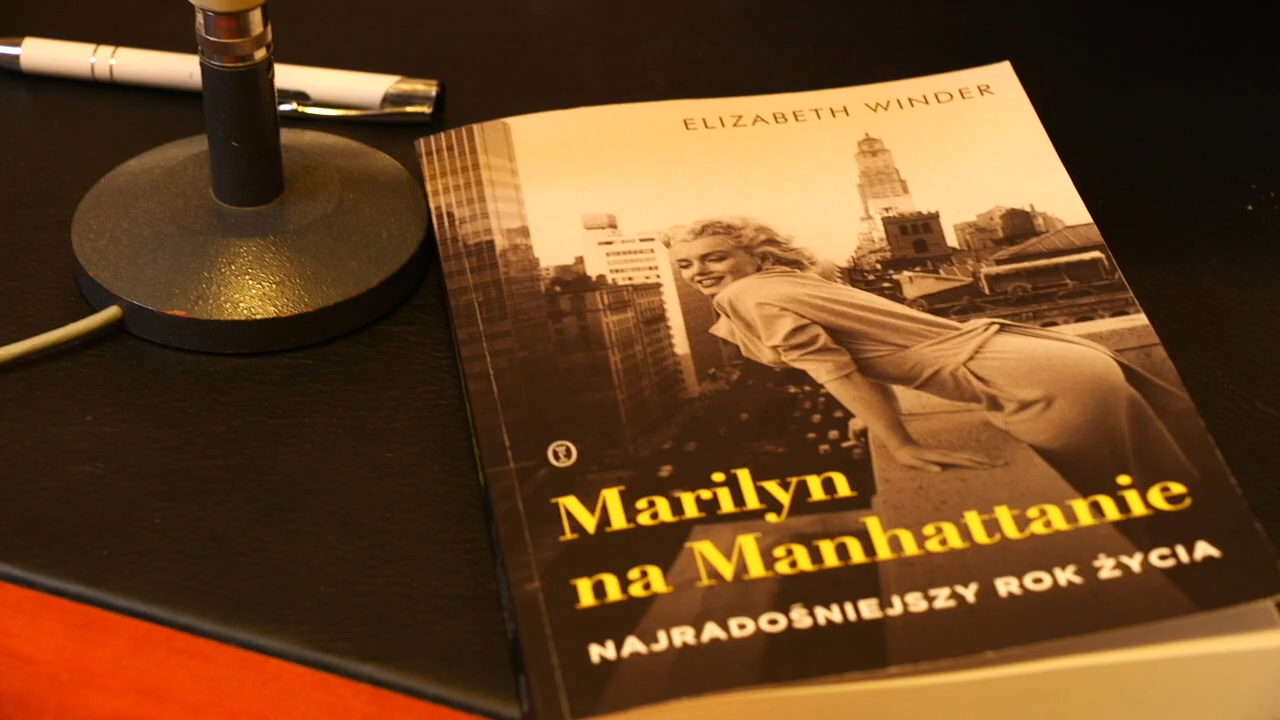 ELIZABETH WINDER
Marilyn
na Manhattanie
NAJRADOŚNIEJSZY ROK ŻYCIA